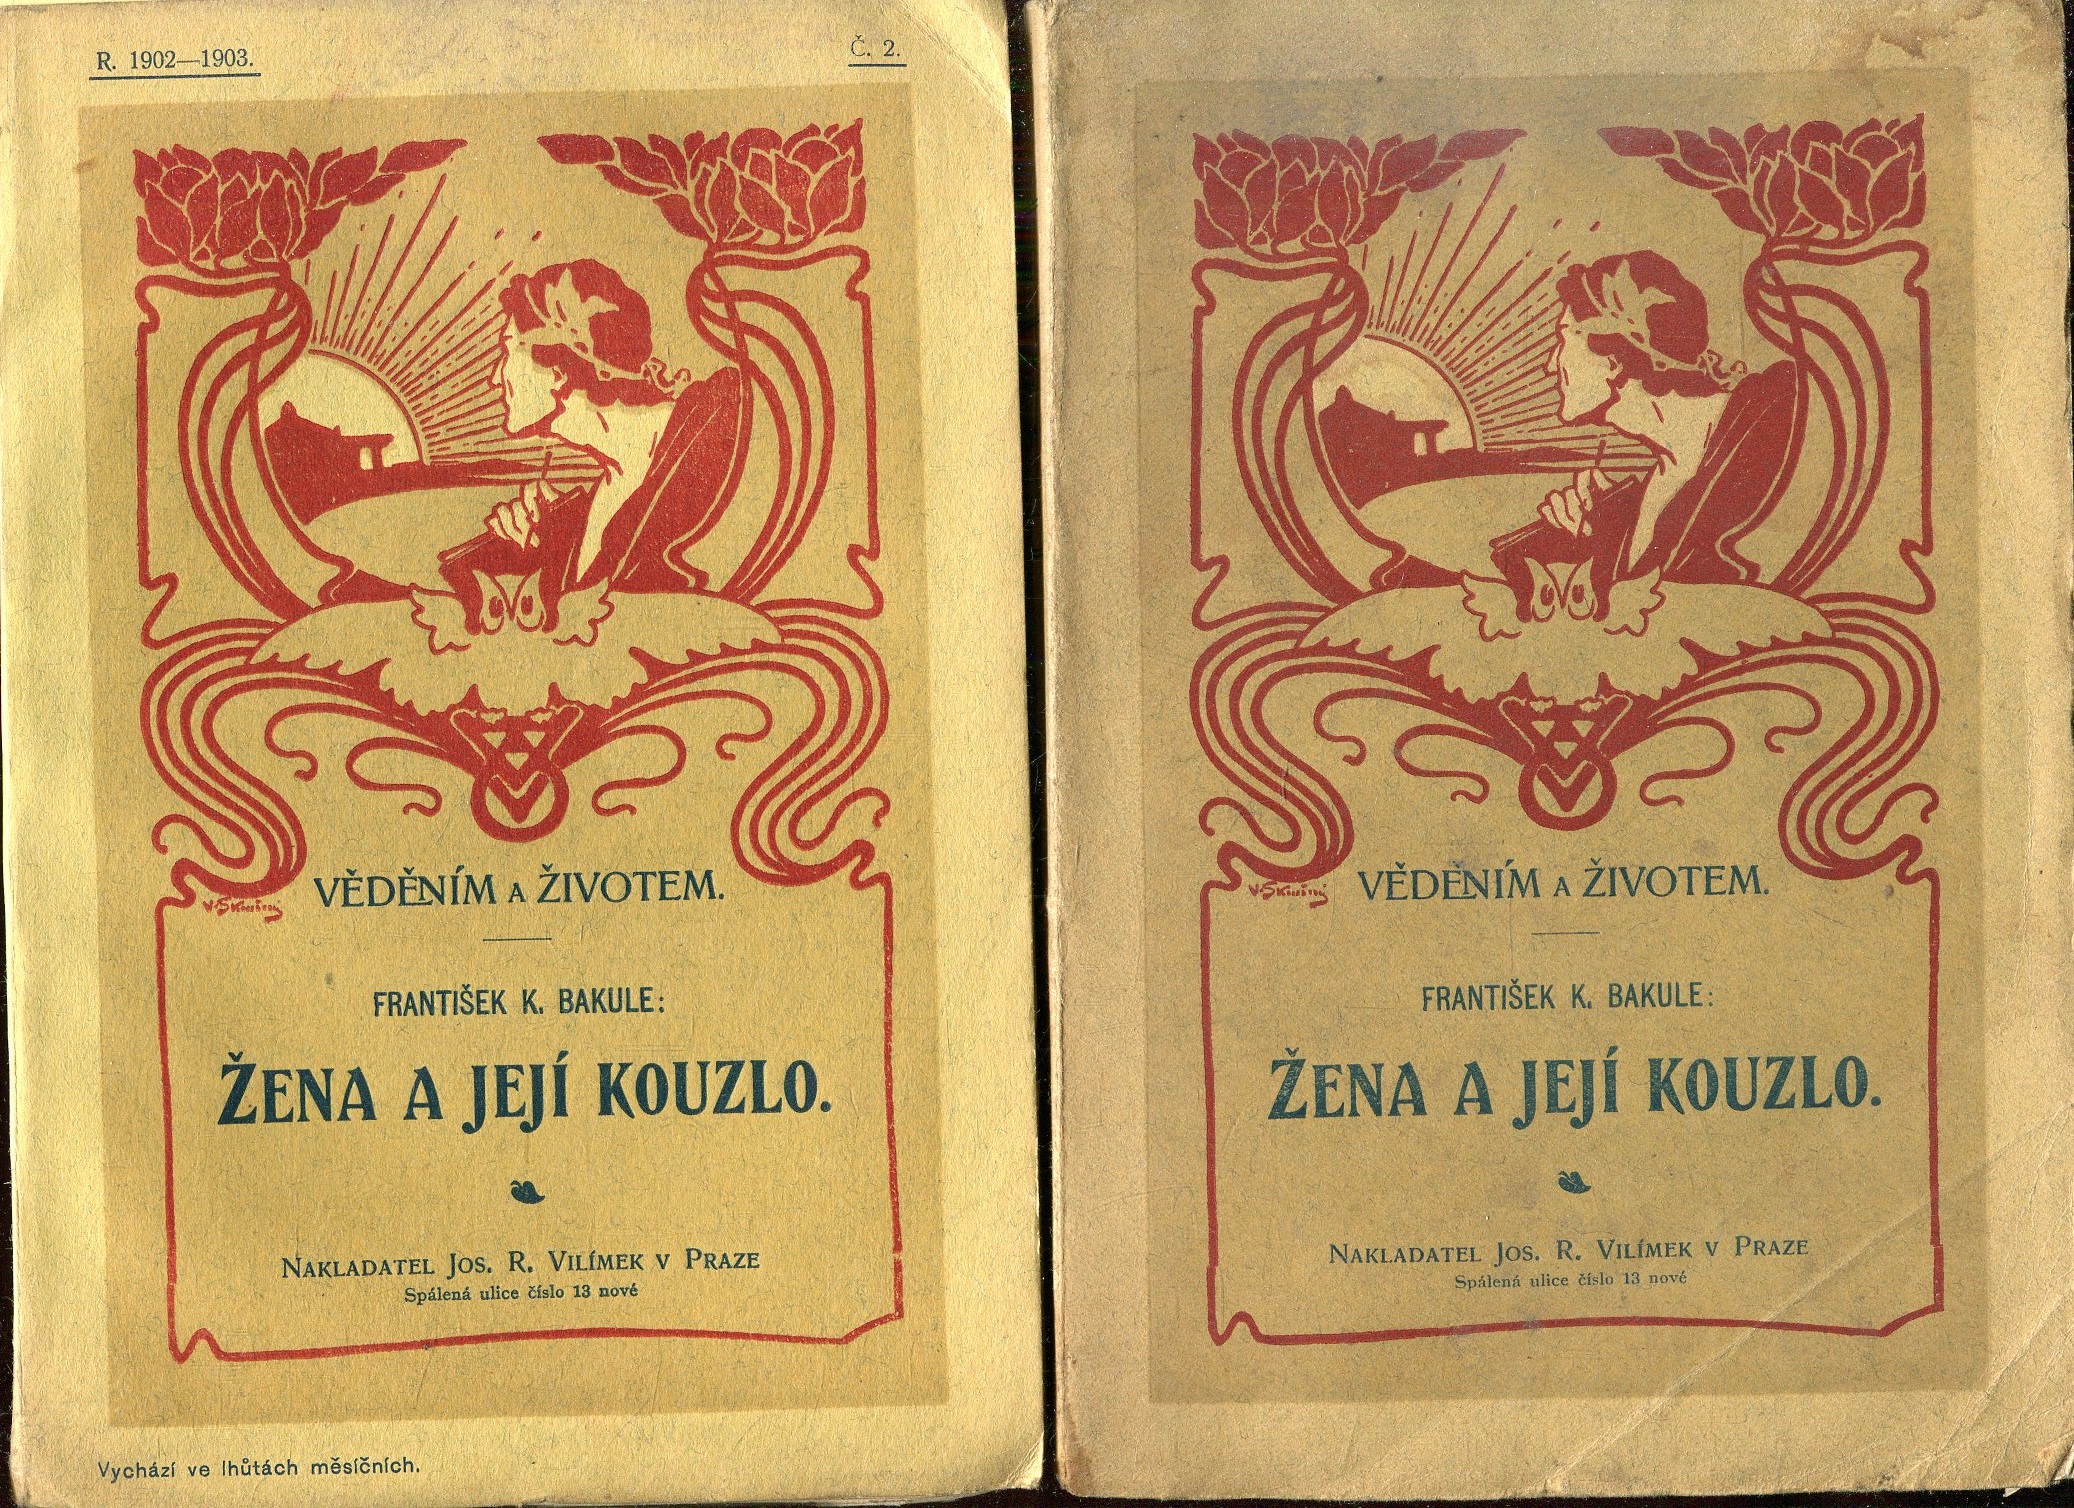 R. 1902—1903.
Č. 2.
VĚDĚNÍM A ŽIVOTEM.
FRANTIŠEK K. BAKULE:
ŽENA A JEJÍ KOUZLO.
NAKLADATEL JOS. R. VILÍMEK V PRAZE
Spálená ulice číslo 13 nové
Vychází ve lhůtách měsíčních.
VĚDĚNÍM A ŽIVOTEM.
FRANTIŠEK K. BAKULE:
ŽENA A JEJÍ KOUZLO.
NAKLADATEL JOS. R. VILÍMEK V PRAZE
Spálená ulice číslo 13 nové